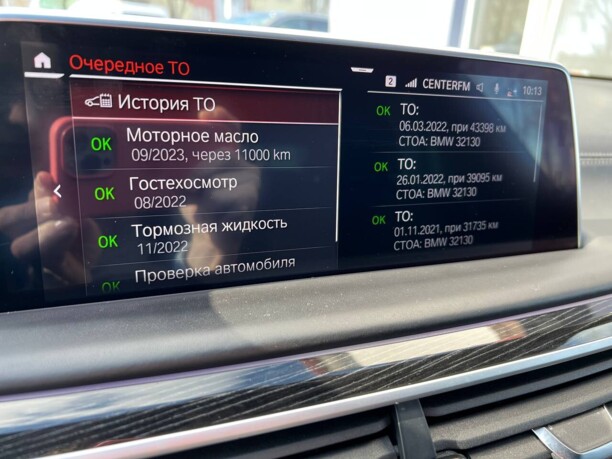 Очередное ТО
2 CENTERFM 10:13
История ТО
OK Моторное масло
09/2023, через 11000 km
OK Гостехосмотр
08/2022
OK Тормозная жидкость
11/2022
OK Проверка автомобиля
OK ТО:
06.03.2022, при 43398 км
СТОА: BMW 32130
OK ТО:
26.01.2022, при 39095 км
СТОА: BMW 32130
OK ТО:
01.11.2021, при 31735 км
СТОА: BMW 32130